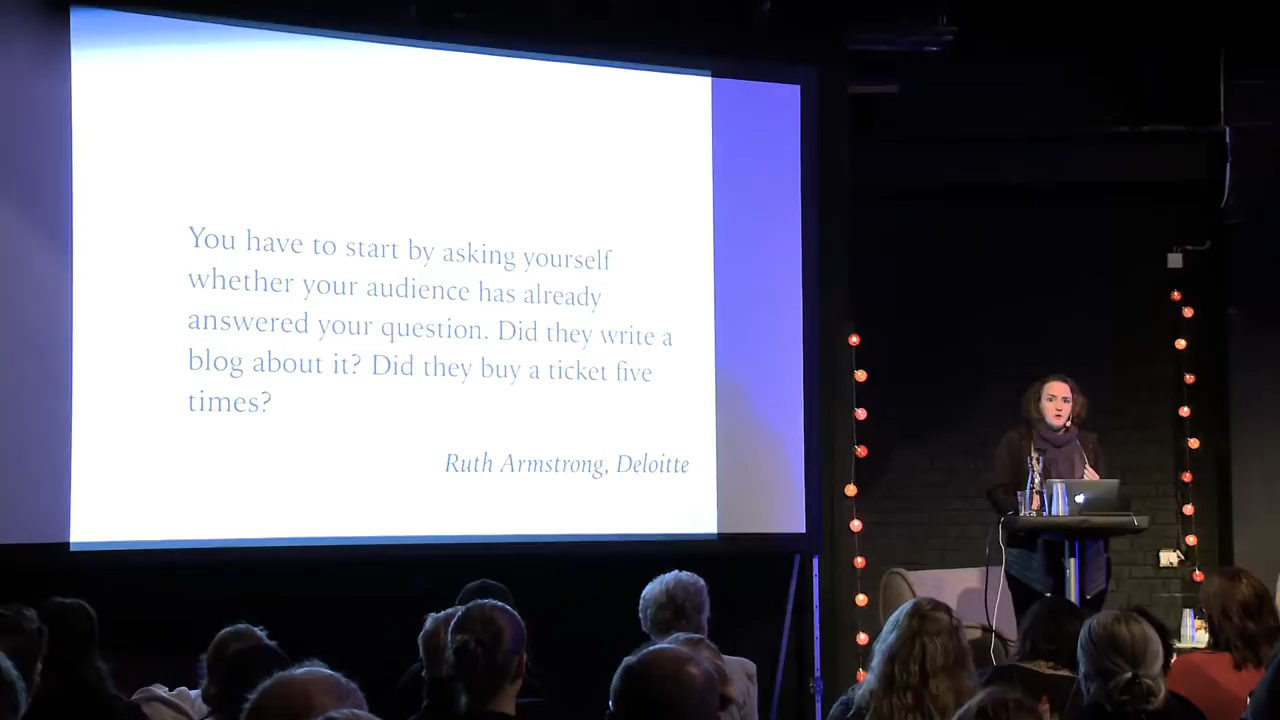 You have to start by asking yourself
whether your audience has already
answered your question. Did they write a
blog about it? Did they buy a ticket five
times?
Ruth Armstrong, Deloitte